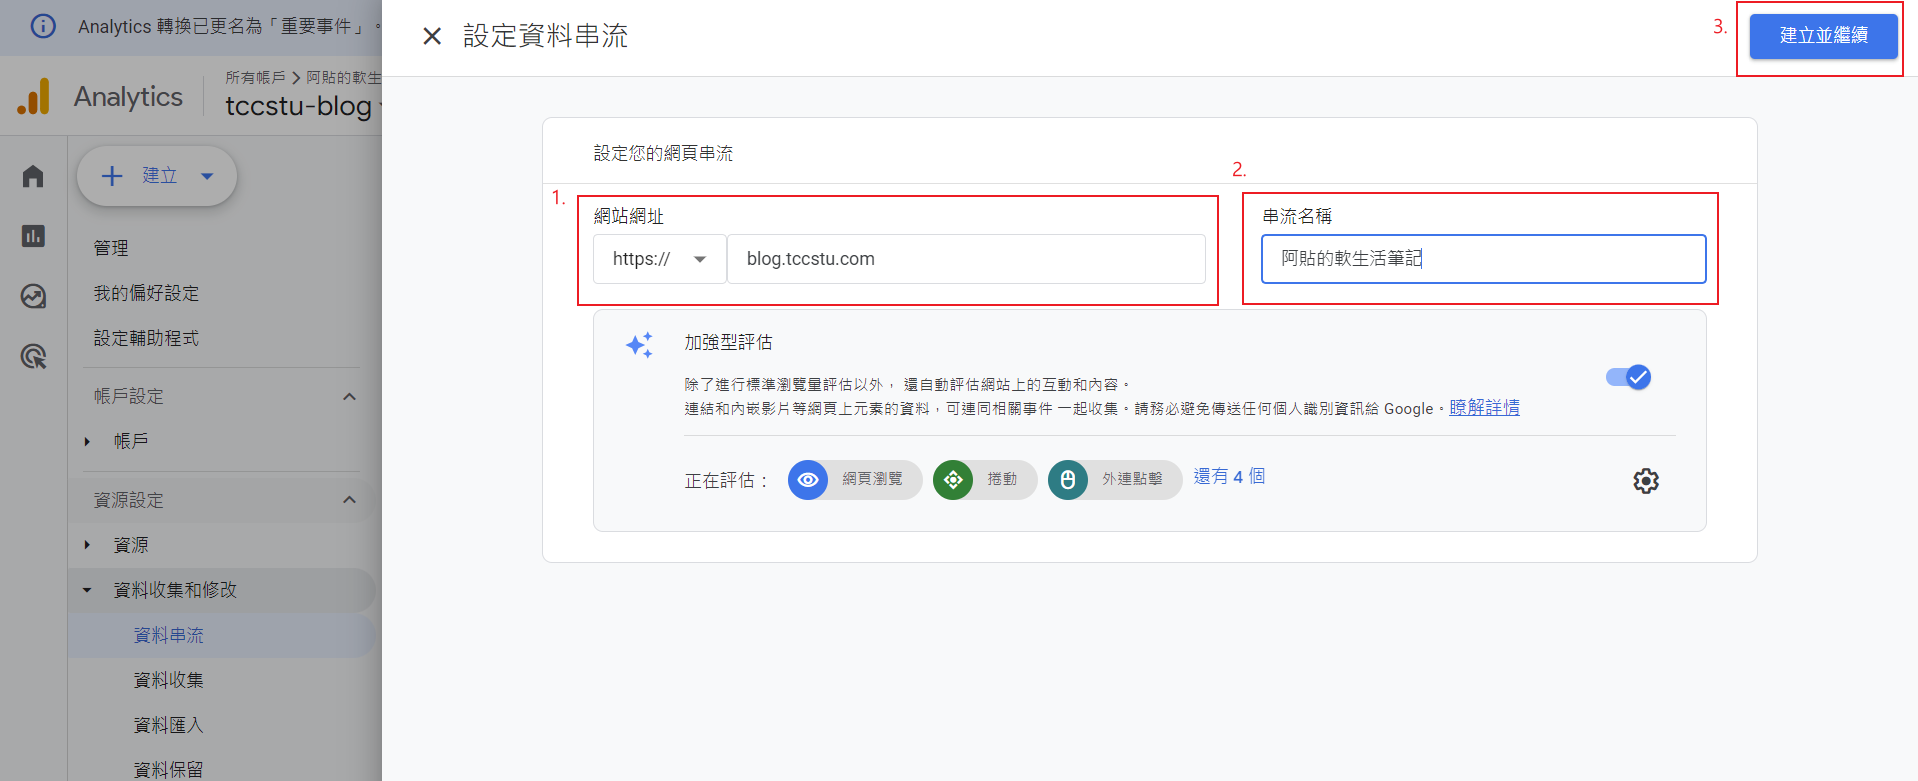 Analytics 轉換已更名為「重要事件」。
Analytics
所有帳戶 > 阿貼的軟生
tccstu-blog
建立
管理
我的偏好設定
設定輔助程式
帳戶設定
帳戶
資源設定
資源
資料收集和修改
資料串流
資料收集
資料匯入
資料保留
設定資料串流
3.
建立並繼續
設定您的網頁串流
1.
網站網址
https://
blog.tccstu.com
2.
串流名稱
阿貼的軟生活筆記
加強型評估
除了進行標準瀏覽量評估以外，還自動評估網站上的互動和內容。
連結和內嵌影片等網頁上元素的資料，可連同相關事件一起收集。請務必避免傳送任何個人識別資訊給 Google。瞭解詳情
正在評估： 網頁瀏覽 捲動 外連點擊 還有 4 個